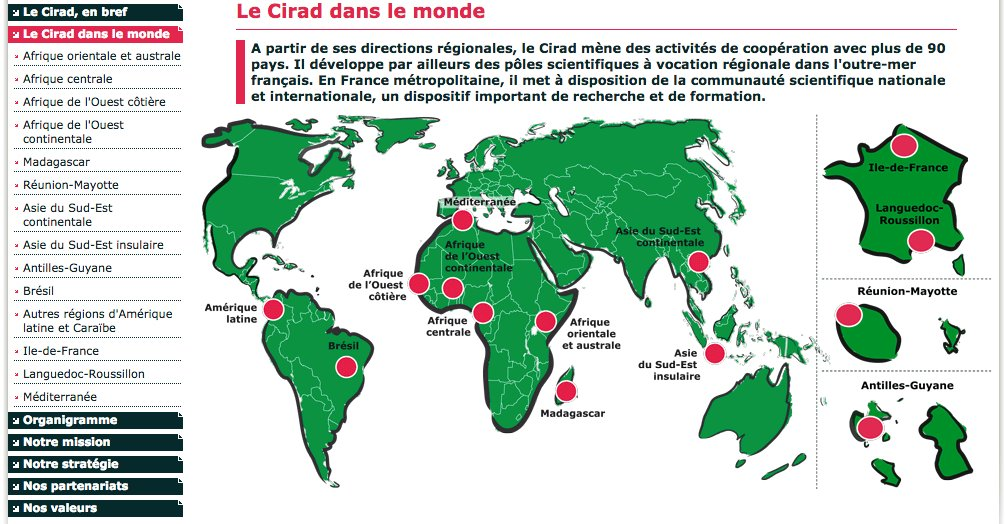 Le Cirad, en bref
Le Cirad dans le monde
Afrique orientale et australe
Afrique centrale
Afrique de l'Ouest côtière
Afrique de l'Ouest
continentale
Madagascar
Réunion-Mayotte
Asie du Sud-Est
continentale
Asie du Sud-Est insulaire
Antilles-Guyane
Brésil
Autres régions d'Amérique
latine et Caraïbe
Ile-de-France
Languedoc-Roussillon
Méditerranée
Organigramme
Notre mission
Notre stratégie
Nos partenariats
Nos valeurs
Le Cirad dans le monde
A partir de ses directions régionales, le Cirad mène des activités de coopération avec plus de 90
pays. Il développe par ailleurs des pôles scientifiques à vocation régionale dans l'outre-mer
français. En France métropolitaine, il met à disposition de la communauté scientifique nationale
et internationale, un dispositif important de recherche et de formation.
Méditerranée
Afrique
de l'Ouest
continentale
Afrique
de l'Ouest
côtière
Asie du Sud-Est
continentale
Amérique
latine
Afrique
centrale
Afrique
orientale
et australe
Brésil
Asie
du Sud-Est
insulaire
Madagascar
Ile-de-France
Languedoc-
Roussillon
Réunion-Mayotte
Antilles-Guyane